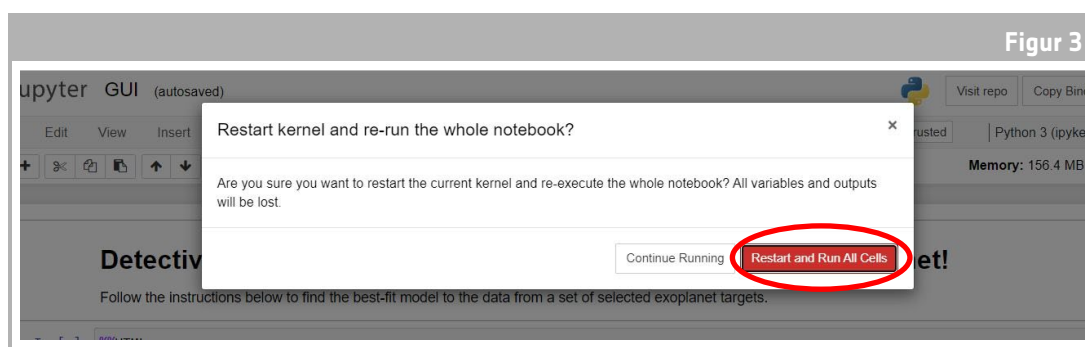 Figur 3
upyter GUI (autosaved)
Visit repo Copy Bin
Edit View Insert
rusted Python 3 (ipyke
Memory: 156.4 MB
Restart kernel and re-run the whole notebook?
×
Are you sure you want to restart the current kernel and re-execute the whole notebook? All variables and outputs
will be lost.
Continue Running Restart and Run All Cells
Detectiv et!
Follow the instructions below to find the best-fit model to the data from a set of selected exoplanet targets.